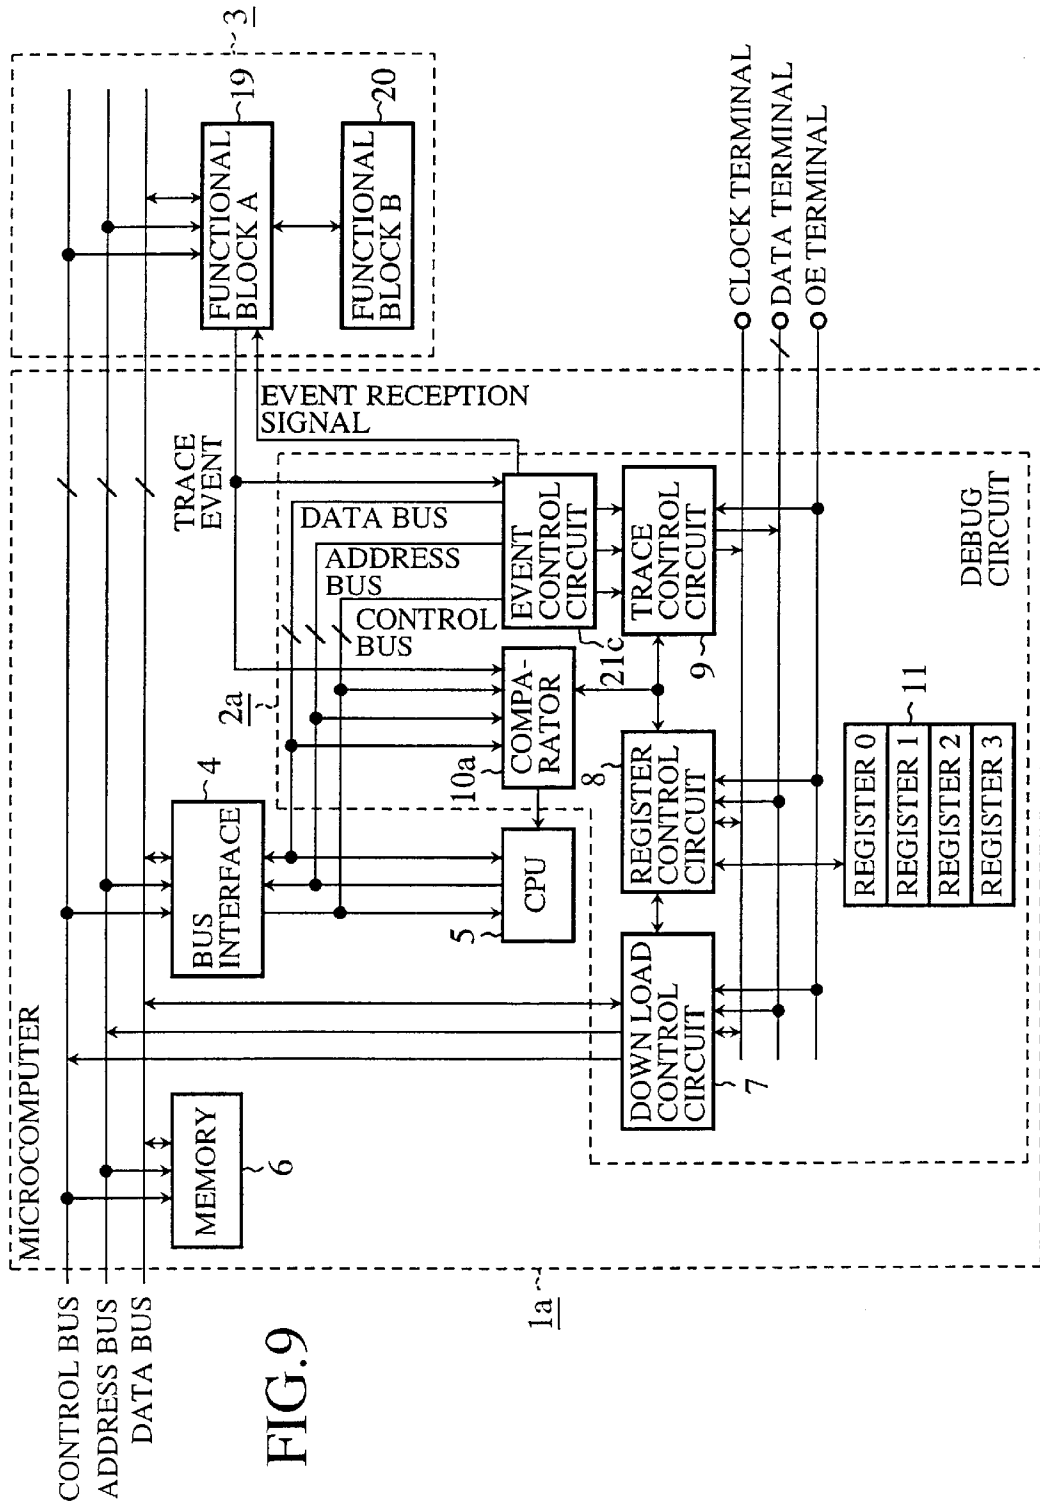 FIG.9
MICROCOMPUTER
1a
CONTROL BUS
ADDRESS BUS
DATA BUS
MEMORY
6
BUS
INTERFACE
4
TRACE
EVENT
EVENT RECEPTION
SIGNAL
3
FUNCTIONAL
BLOCK A
19
FUNCTIONAL
BLOCK B
20
2a
DATA BUS
ADDRESS
BUS
CONTROL
BUS
CPU
5
COMPA-
RATOR
10a
EVENT
CONTROL
CIRCUIT
21c
DOWN LOAD
CONTROL
CIRCUIT
7
REGISTER
CONTROL
CIRCUIT
8
TRACE
CONTROL
CIRCUIT
9
CLOCK TERMINAL
DATA TERMINAL
OE TERMINAL
REGISTER 0
REGISTER 1
REGISTER 2
REGISTER 3
11
DEBUG
CIRCUIT